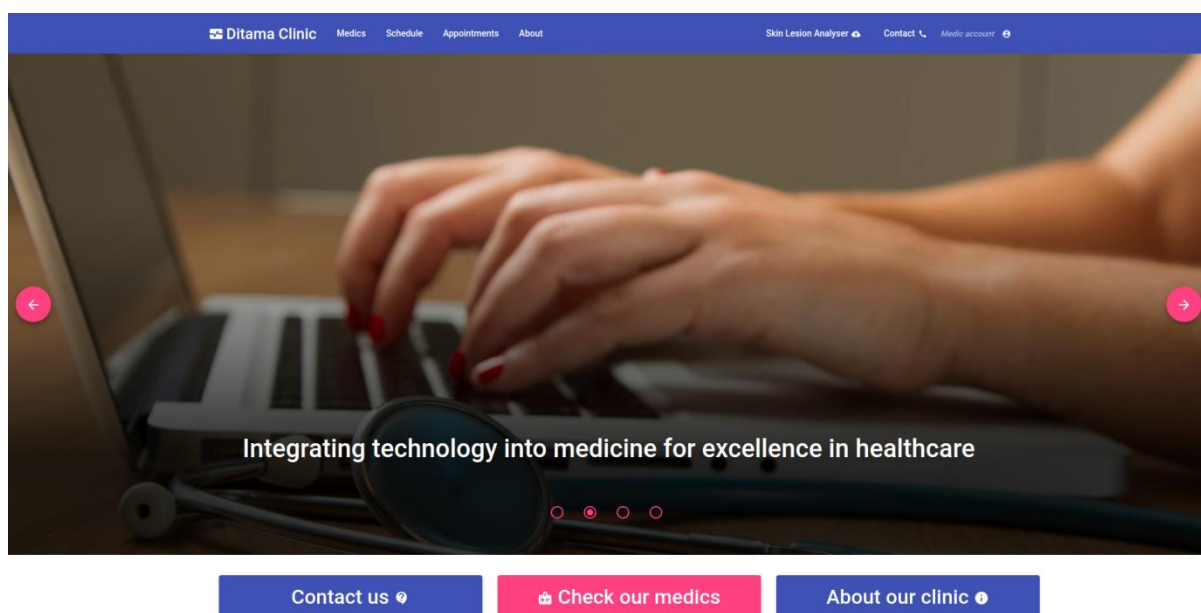 Ditama Clinic Medics Schedule Appointments About Skin Lesion Analyser Contact Medic account
Integrating technology into medicine for excellence in healthcare
Contact us Check our medics About our clinic